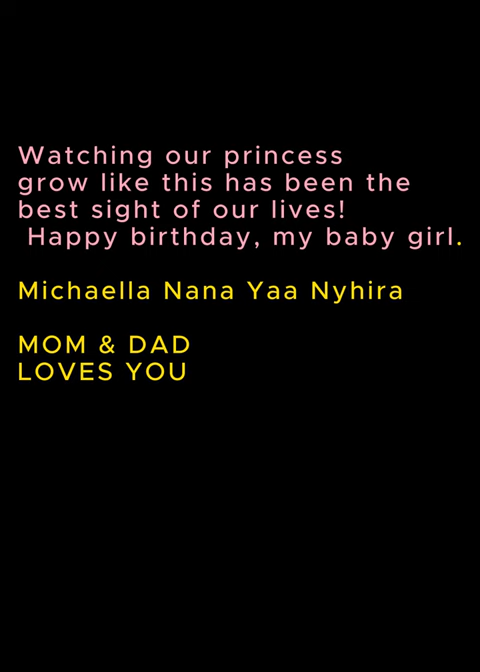 Watching our princess
grow like this has been the
best sight of our lives!
Happy birthday, my baby girl.
Michaella Nana Yaa Nyhira
MOM & DAD
LOVES YOU